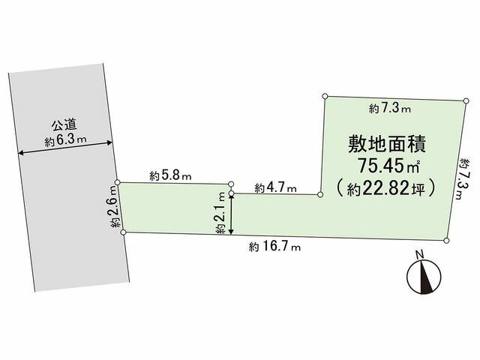 公道
約6.3m
約7.3m
敷地面積
75.45㎡
(約22.82坪)
約7.3m
約5.8m
約4.7m
約2.6m
約2.1m
約16.7m
N